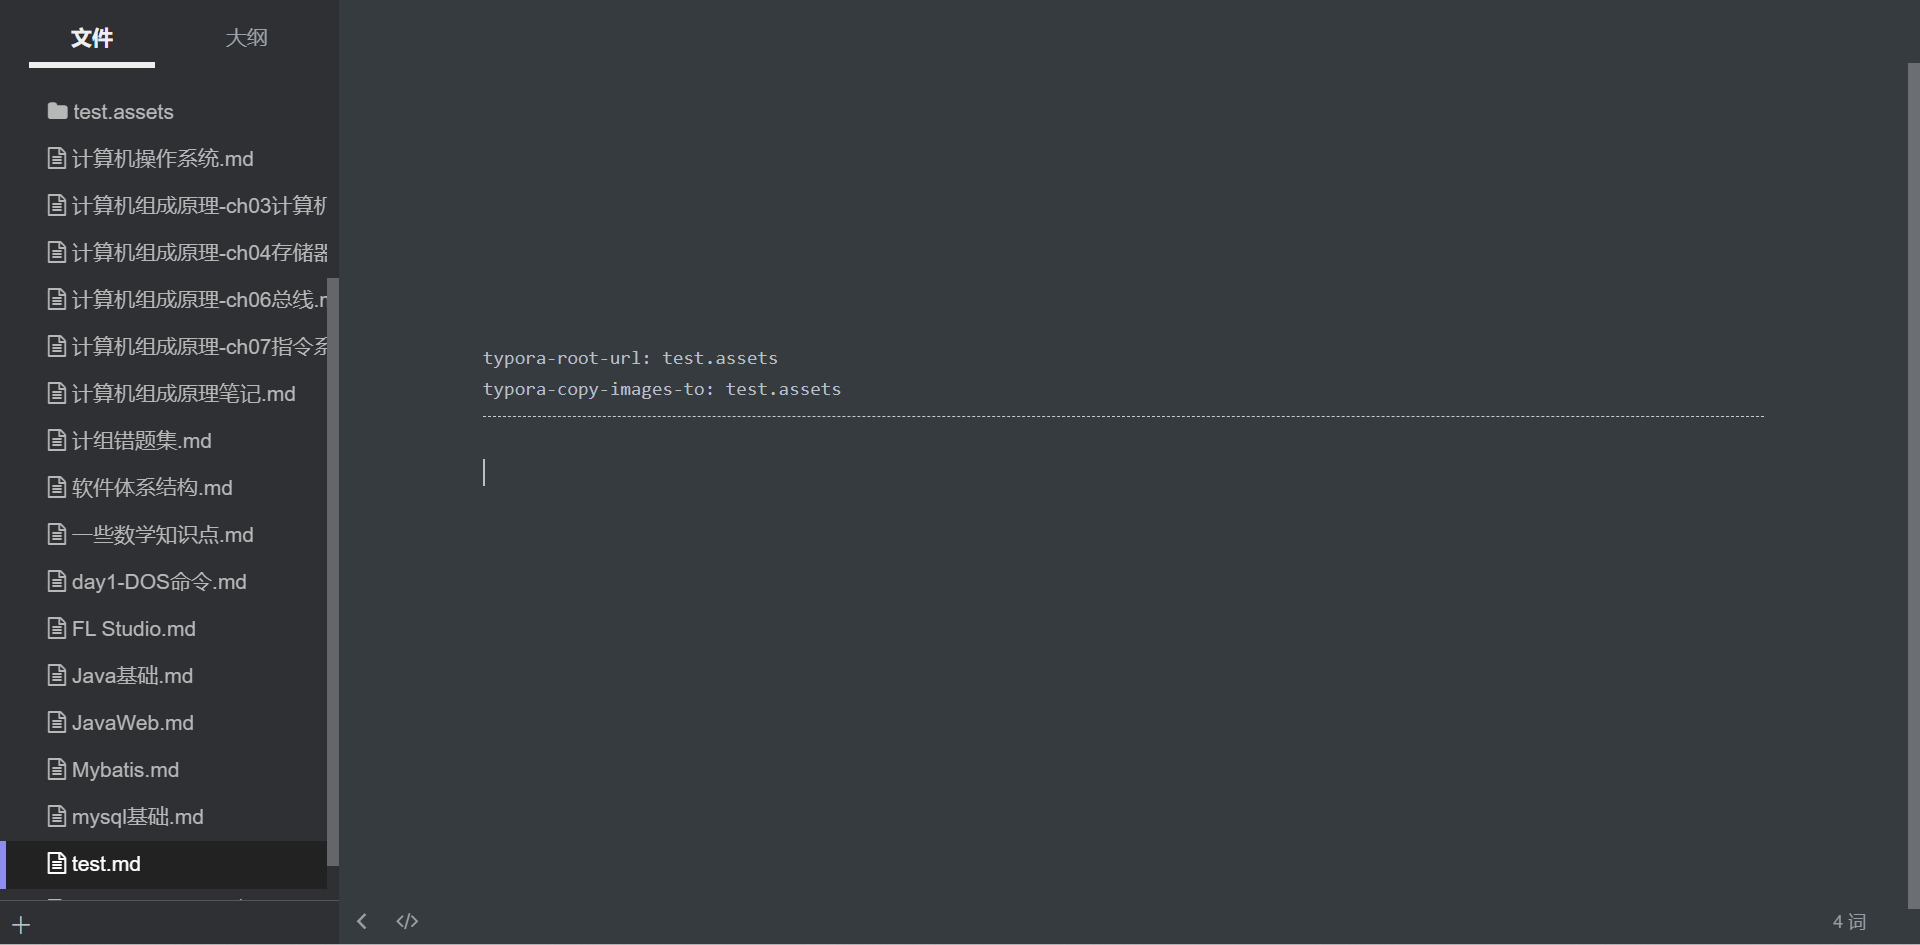 文件
大纲
test.assets
计算机操作系统.md
计算机组成原理-ch03计算机
计算机组成原理-ch04存储器
计算机组成原理-ch06总线.m
计算机组成原理-ch07指令系
计算机组成原理笔记.md
计组错题集.md
软件体系结构.md
一些数学知识点.md
day1-DOS命令.md
FL Studio.md
Java基础.md
JavaWeb.md
Mybatis.md
mysql基础.md
test.md
typora-root-url: test.assets
typora-copy-images-to: test.assets
4 词